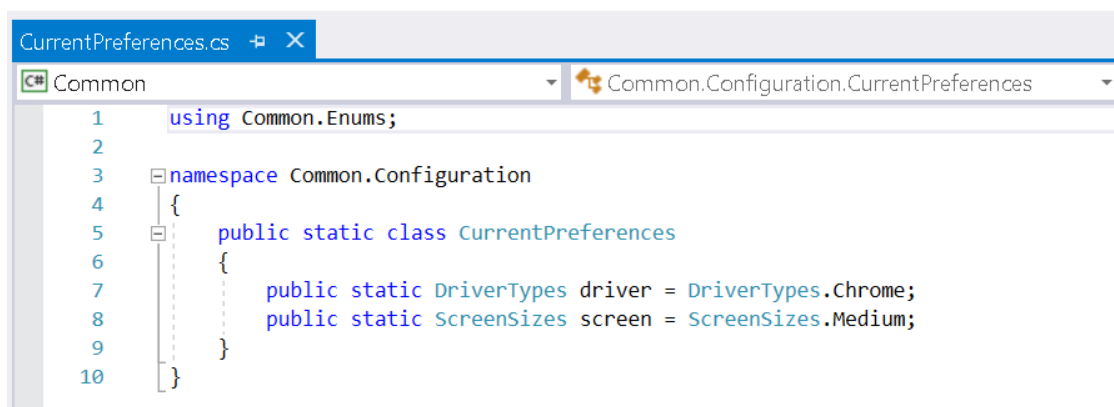 CurrentPreferences.cs
C# Common
Common.Configuration.CurrentPreferences
1 using Common.Enums;
2
3 namespace Common.Configuration
4 {
5 public static class CurrentPreferences
6 {
7 public static DriverTypes driver = DriverTypes.Chrome;
8 public static ScreenSizes screen = ScreenSizes.Medium;
9 }
10 }